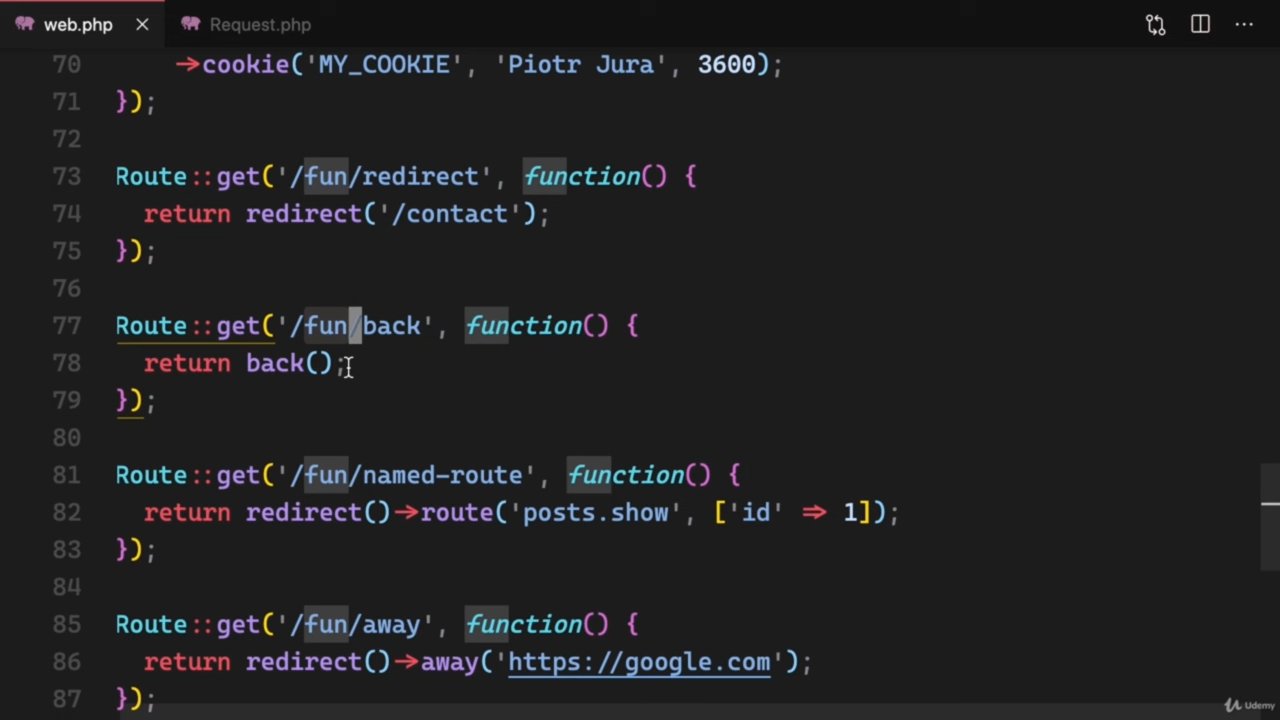 web.php Request.php
70 ->cookie('MY_COOKIE', 'Piotr Jura', 3600);
71 });
72
73 Route::get('/fun/redirect', function() {
74 return redirect('/contact');
75 });
76
77 Route::get('/fun/back', function() {
78 return back();
79 });
80
81 Route::get('/fun/named-route', function() {
82 return redirect()->route('posts.show', ['id' => 1]);
83 });
84
85 Route::get('/fun/away', function() {
86 return redirect()->away('https://google.com');
87 });
Udemy